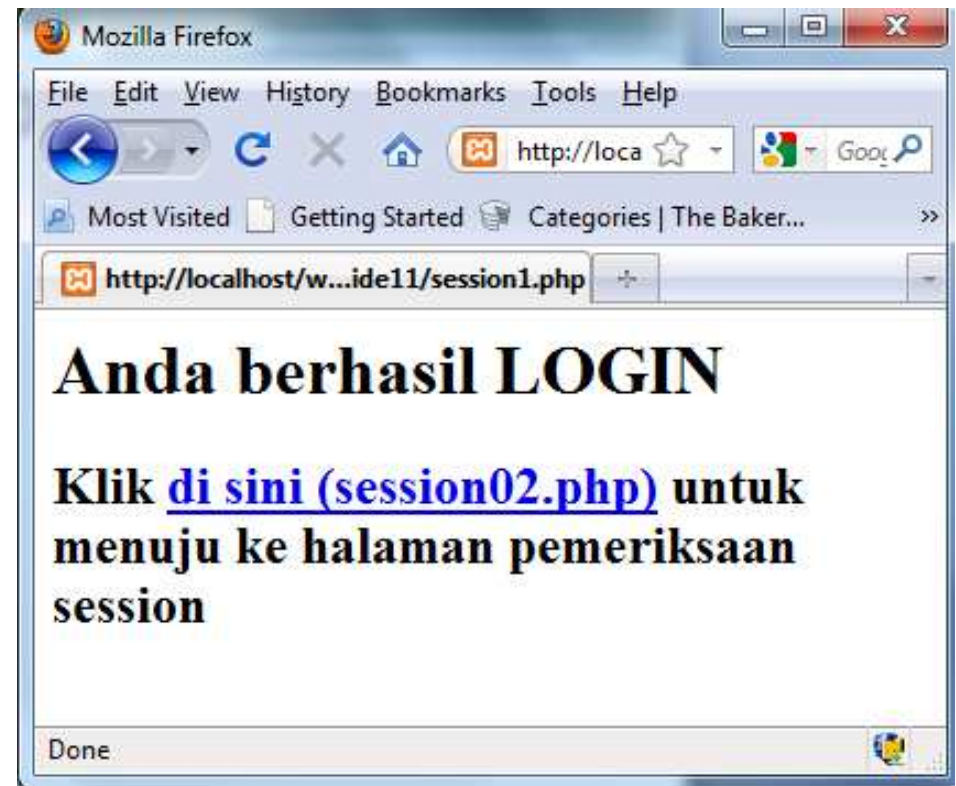 Mozilla Firefox
File Edit View History Bookmarks Tools Help
http://loca
Most Visited Getting Started Categories | The Baker... »
http://localhost/w...ide11/session1.php
Anda berhasil LOGIN
Klik di sini (session02.php) untuk
menuju ke halaman pemeriksaan
session
Done